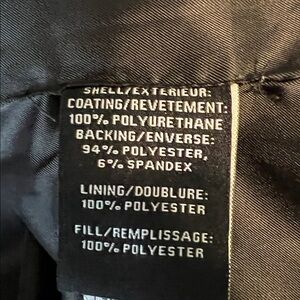 SHELL/EXTERIEUR:
COATING/REVETEMENT:
100% POLYURETHANE
BACKING/ENVERSE:
94% POLYESTER,
6% SPANDEX
LINING/DOUBLURE:
100% POLYESTER
FILL/REMPLISSAGE:
100% POLYESTER